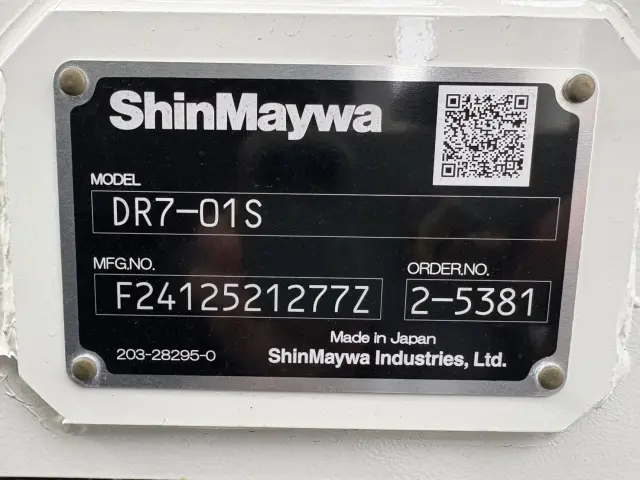 ShinMaywa
MODEL
DR7-01S
MFG.NO.
ORDER.NO.
F2412521277Z
2-5381
Made in Japan
203-28295-0
ShinMaywa Industries, Ltd.